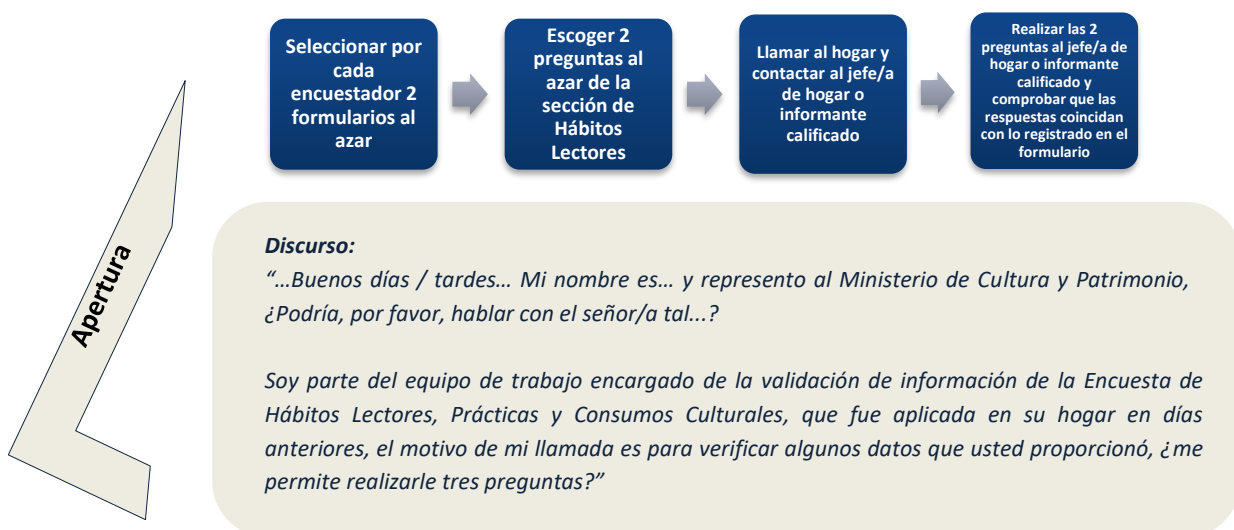 Seleccionar por
cada
encuestador 2
formularios al
azar
Escoger 2
preguntas al
azar de la
sección de
Hábitos
Lectores
Llamar al hogar y
contactar al jefe/a
de hogar o
informante
calificado
Realizar las 2
preguntas al jefe/a de
hogar o informante
calificado y
comprobar que las
respuestas coincidan
con lo registrado en el
formulario
Apertura
Discurso:
“…Buenos días / tardes… Mi nombre es… y represento al Ministerio de Cultura y Patrimonio,
¿Podría, por favor, hablar con el señor/a tal...?
Soy parte del equipo de trabajo encargado de la validación de información de la Encuesta de
Hábitos Lectores, Prácticas y Consumos Culturales, que fue aplicada en su hogar en días
anteriores, el motivo de mi llamada es para verificar algunos datos que usted proporcionó, ¿me
permite realizarle tres preguntas?”